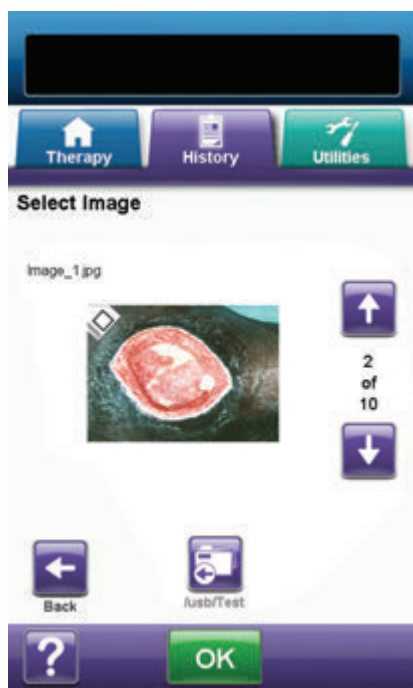 Therapy History Utilities
Select Image
Image_1.jpg
2
of
10
Back /usb/Test
? OK